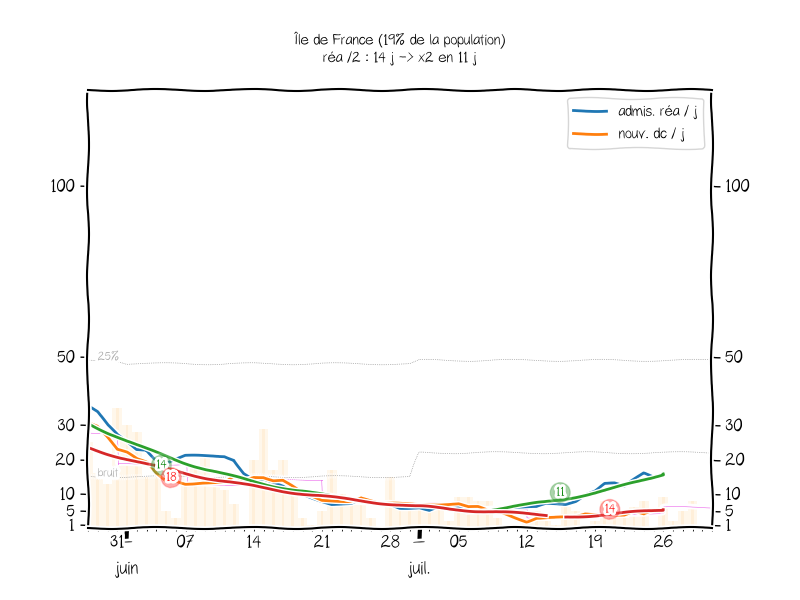 Île de France (19% de la population)
réa /2 : 14 j -> x2 en 11 j
admis. réa / j
nouv. dc / j
100 100
50 25% 50
30 30
20 14 20
bruit 18
10 11 10
5 14 5
1 1
31 07 14 21 28 05 12 19 26
juin juil.